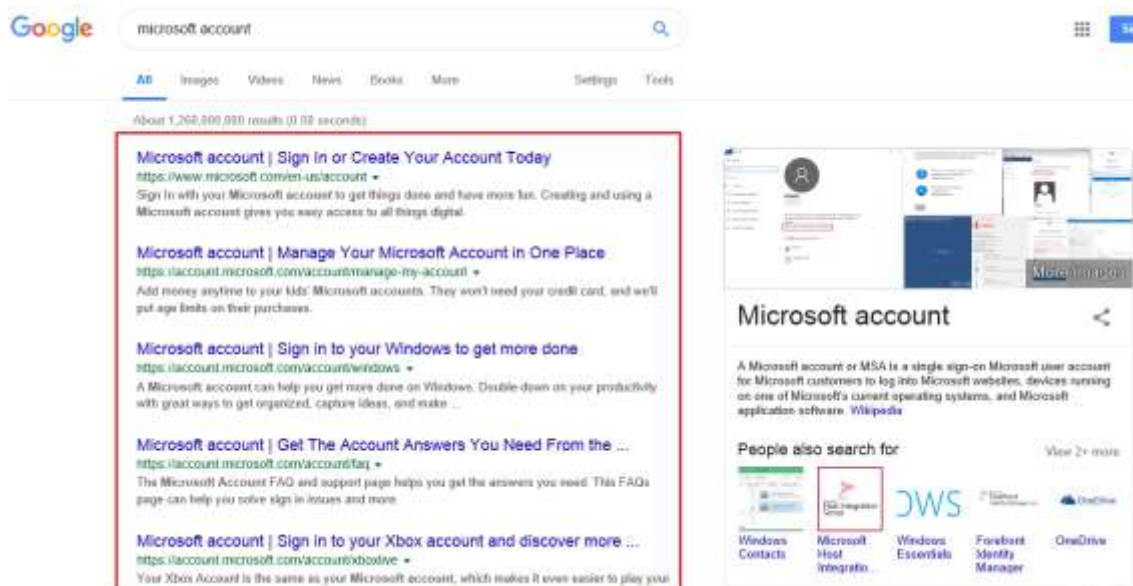 Google
microsoft account
All Images Videos News Books More Settings Tools
About 1,260,000,000 results
Microsoft account | Sign In or Create Your Account Today
https://www.microsoft.com/en-us/account
Sign In with your Microsoft account to get things done and have more fun. Creating and using a
Microsoft account gives you easy access to all things digital.
Microsoft account | Manage Your Microsoft Account in One Place
https://account.microsoft.com/account/manage-my-account
Add money anytime to your kids' Microsoft accounts. They won't need your credit card, and we'll
put age limits on their purchases.
Microsoft account | Sign in to your Windows to get more done
https://account.microsoft.com/account/windows
A Microsoft account can help you get more done on Windows. Double-down on your productivity
with great ways to get organized, capture ideas, and make ...
Microsoft account | Get The Account Answers You Need From the ...
https://account.microsoft.com/account/faq
The Microsoft Account FAQ and support page helps you get the answers you need. This FAQs
page can help you solve sign in issues and more.
Microsoft account | Sign in to your Xbox account and discover more ...
https://account.microsoft.com/account/xboxlive
Your Xbox Account is the same as your Microsoft account, which makes it even easier to play your
More images
Microsoft account
A Microsoft account or MSA is a single sign-on Microsoft user account
for Microsoft customers to log into Microsoft websites, devices running
on one of Microsoft's current operating systems, and Microsoft
application software. Wikipedia
People also search for View 2+ more
OWS
OneDrive
Windows Contacts
Microsoft Host Integratio...
Windows Essentials
Forefront Identity Manager
OneDrive